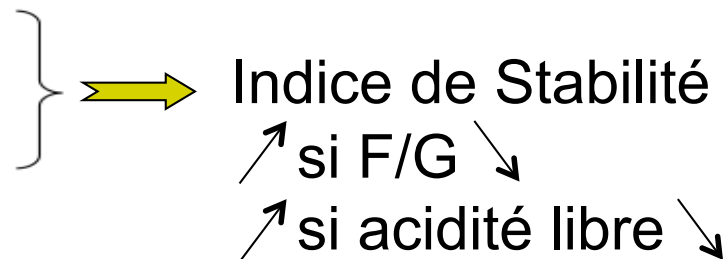 Indice de Stabilité
↗ si F/G ↘
↗ si acidité libre ↘